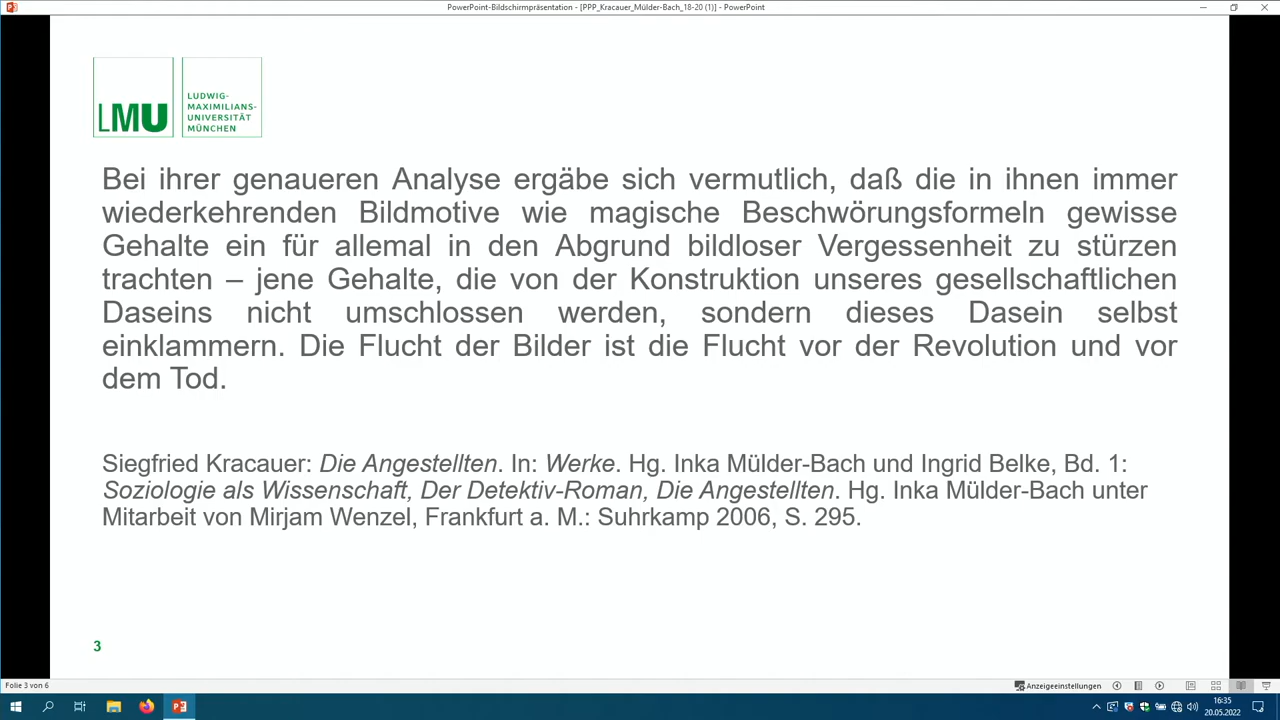 PowerPoint-Bildschirmpräsentation - [PPP_Kracauer_Mülder-Bach_18-20 (1)] - PowerPoint
LMU
LUDWIG-
MAXIMILIANS-
UNIVERSITÄT
MÜNCHEN
Bei ihrer genaueren Analyse ergäbe sich vermutlich, daß die in ihnen immer
wiederkehrenden Bildmotive wie magische Beschwörungsformeln gewisse
Gehalte ein für allemal in den Abgrund bildloser Vergessenheit zu stürzen
trachten – jene Gehalte, die von der Konstruktion unseres gesellschaftlichen
Daseins nicht umschlossen werden, sondern dieses Dasein selbst
einklammern. Die Flucht der Bilder ist die Flucht vor der Revolution und vor
dem Tod.
Siegfried Kracauer: Die Angestellten. In: Werke. Hg. Inka Mülder-Bach und Ingrid Belke, Bd. 1:
Soziologie als Wissenschaft, Der Detektiv-Roman, Die Angestellten. Hg. Inka Mülder-Bach unter
Mitarbeit von Mirjam Wenzel, Frankfurt a. M.: Suhrkamp 2006, S. 295.
3
Folie 3 von 6
Anzeigeeinstellungen
16:35
20.05.2022